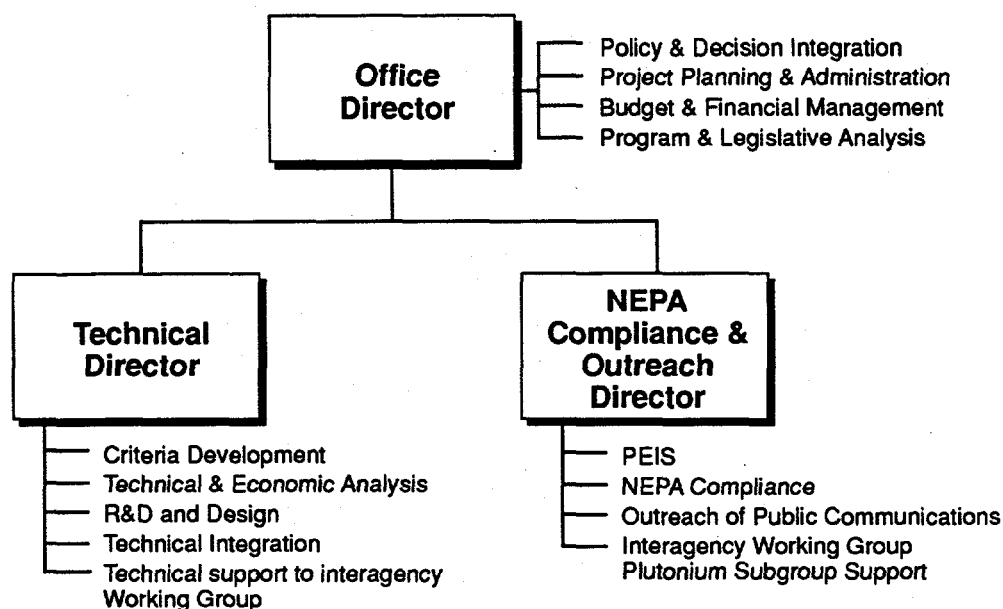 Office
Director
Policy & Decision Integration
Project Planning & Administration
Budget & Financial Management
Program & Legislative Analysis
Technical
Director
Criteria Development
Technical & Economic Analysis
R&D and Design
Technical Integration
Technical support to interagency
Working Group
NEPA
Compliance &
Outreach
Director
PEIS
NEPA Compliance
Outreach of Public Communications
Interagency Working Group
Plutonium Subgroup Support